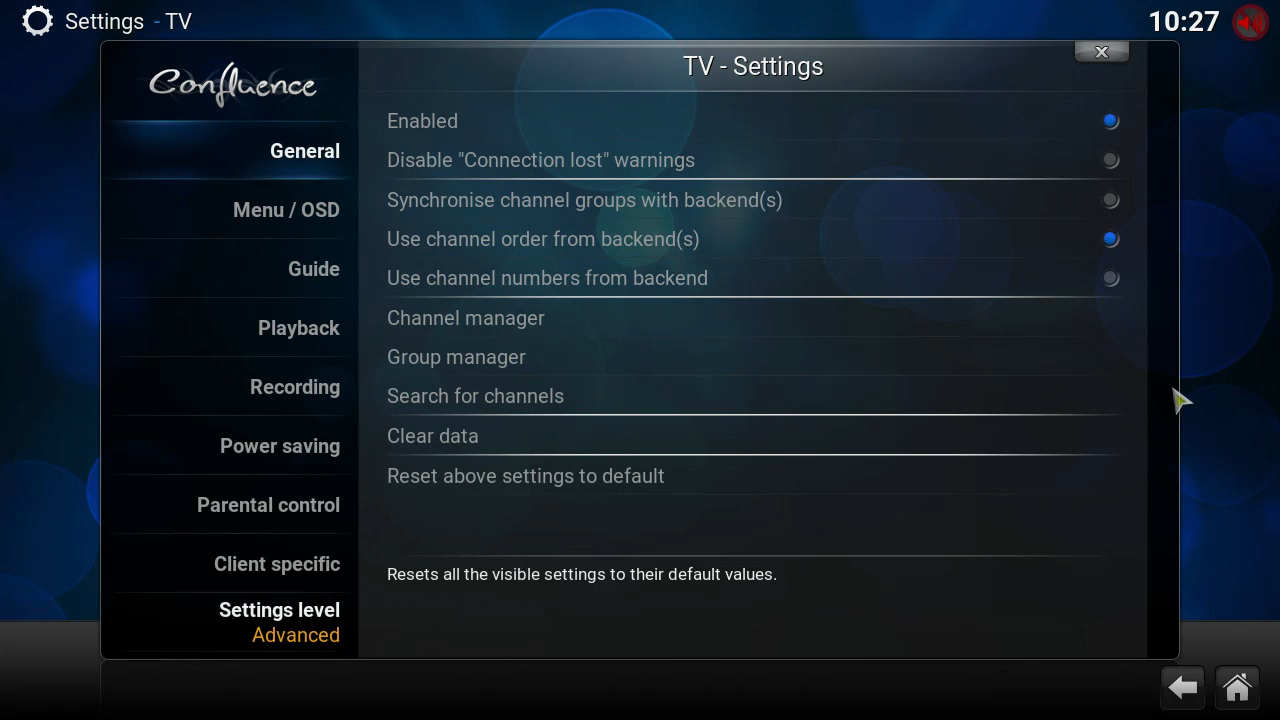 Settings - TV
10:27
Confluence
TV - Settings
x
General
Menu / OSD
Guide
Playback
Recording
Power saving
Parental control
Client specific
Settings level
Advanced
Enabled
Disable "Connection lost" warnings
Synchronise channel groups with backend(s)
Use channel order from backend(s)
Use channel numbers from backend
Channel manager
Group manager
Search for channels
Clear data
Reset above settings to default
Resets all the visible settings to their default values.